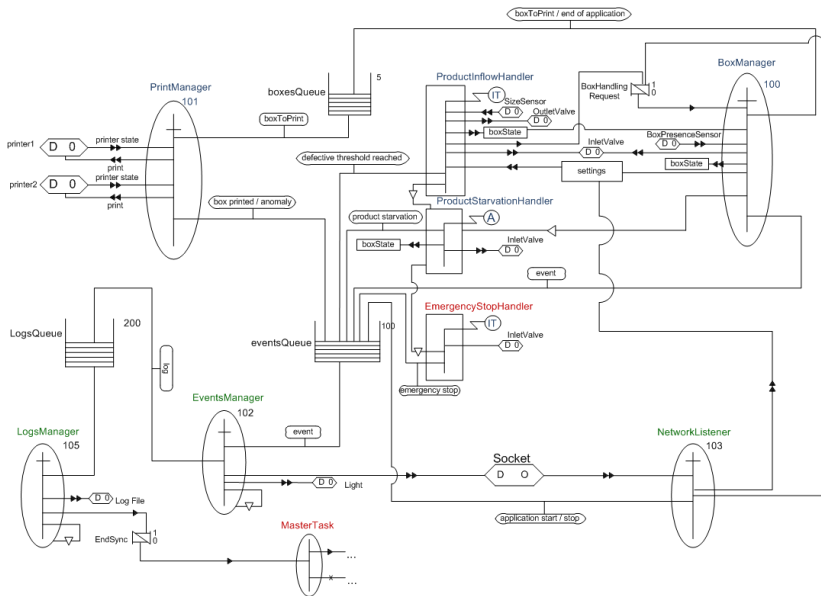 boxToPrint / end of application
BoxManager
100
ProductInflowHandler
5
boxesQueue
PrintManager
101
IT
SizeSensor
D 0
OutletValve
D 0
BoxHandling
Request
1
0
boxToPrint
boxState
BoxPresenceSensor
D 0
printer1
D 0
printer state
print
InletValve
D 0
defective threshold reached
boxState
settings
printer2
D 0
printer state
print
box printed / anomaly
ProductStarvationHandler
product starvation
A
boxState
InletValve
D 0
event
EmergencyStopHandler
LogsQueue
200
eventsQueue
100
IT
InletValve
D 0
log
emergency stop)
EventsManager
102
event
LogsManager
105
NetworkListener
103
Socket
D O
D 0
Light
D 0
Log File
application start / stop
EndSync
1
0
MasterTask
...
...